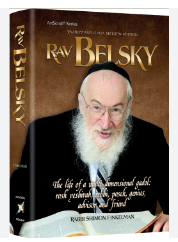 ArtScroll Series
RAV
BELSKY
The life of a multi-dimensional gadol:
rosh yeshivah, rebbi, posek, genius,
advisor and friend
RABBI SHIMON FINKELMAN
BELSKY